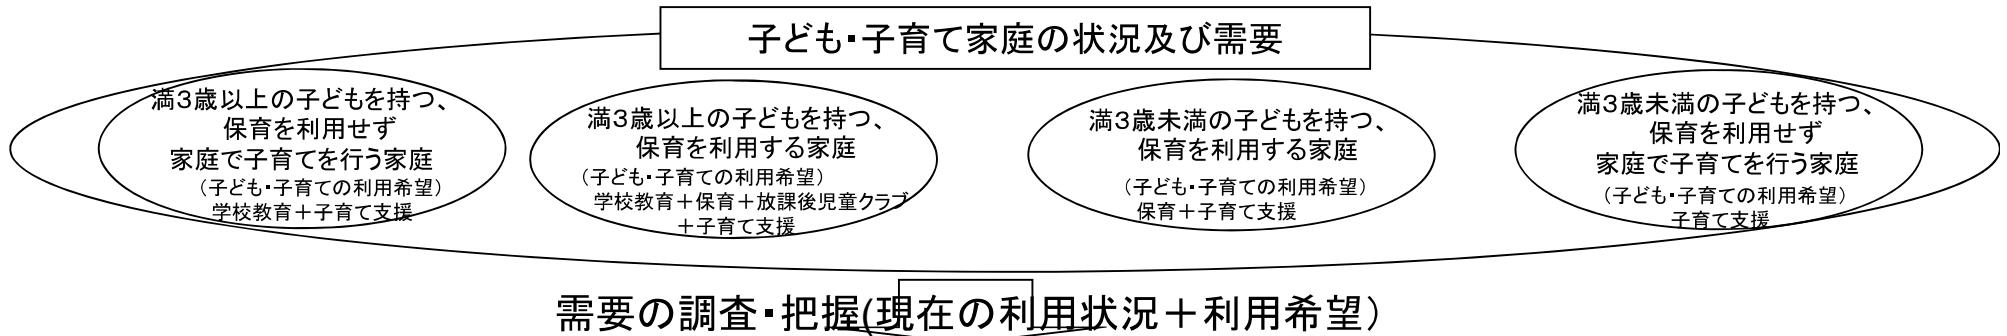 子ども・子育て家庭の状況及び需要
満3歳以上の子どもを持つ、
保育を利用せず
家庭で子育てを行う家庭
（子ども・子育ての利用希望）
学校教育＋子育て支援
満3歳以上の子どもを持つ、
保育を利用する家庭
（子ども・子育ての利用希望）
学校教育＋保育＋放課後児童クラブ
＋子育て支援
満3歳未満の子どもを持つ、
保育を利用する家庭
（子ども・子育ての利用希望）
保育＋子育て支援
満3歳未満の子どもを持つ、
保育を利用せず
家庭で子育てを行う家庭
（子ども・子育ての利用希望）
子育て支援
需要の調査・把握(現在の利用状況＋利用希望）